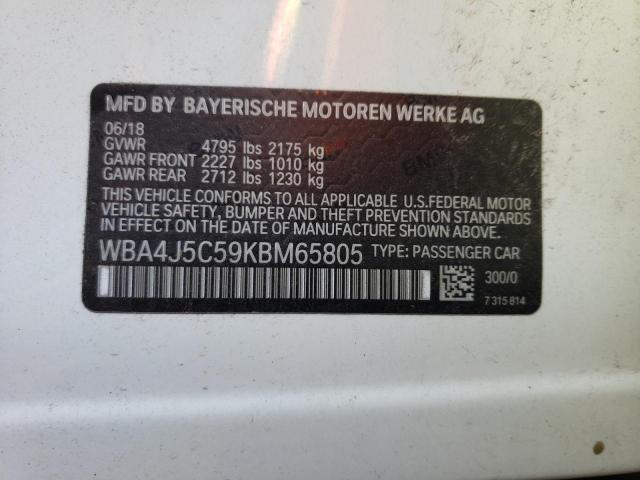 MFD BY BAYERISCHE MOTOREN WERKE AG
06/18
GVWR 4795 lbs 2175 kg
GAWR FRONT 2227 lbs 1010 kg
GAWR REAR 2712 lbs 1230 kg
THIS VEHICLE CONFORMS TO ALL APPLICABLE U.S.FEDERAL MOTOR
VEHICLE SAFETY, BUMPER AND THEFT PREVENTION STANDARDS
IN EFFECT ON THE DATE OF MANUFACTURE SHOWN ABOVE.
WBA4J5C59KBM65805 TYPE: PASSENGER CAR
300/0
7 315 814